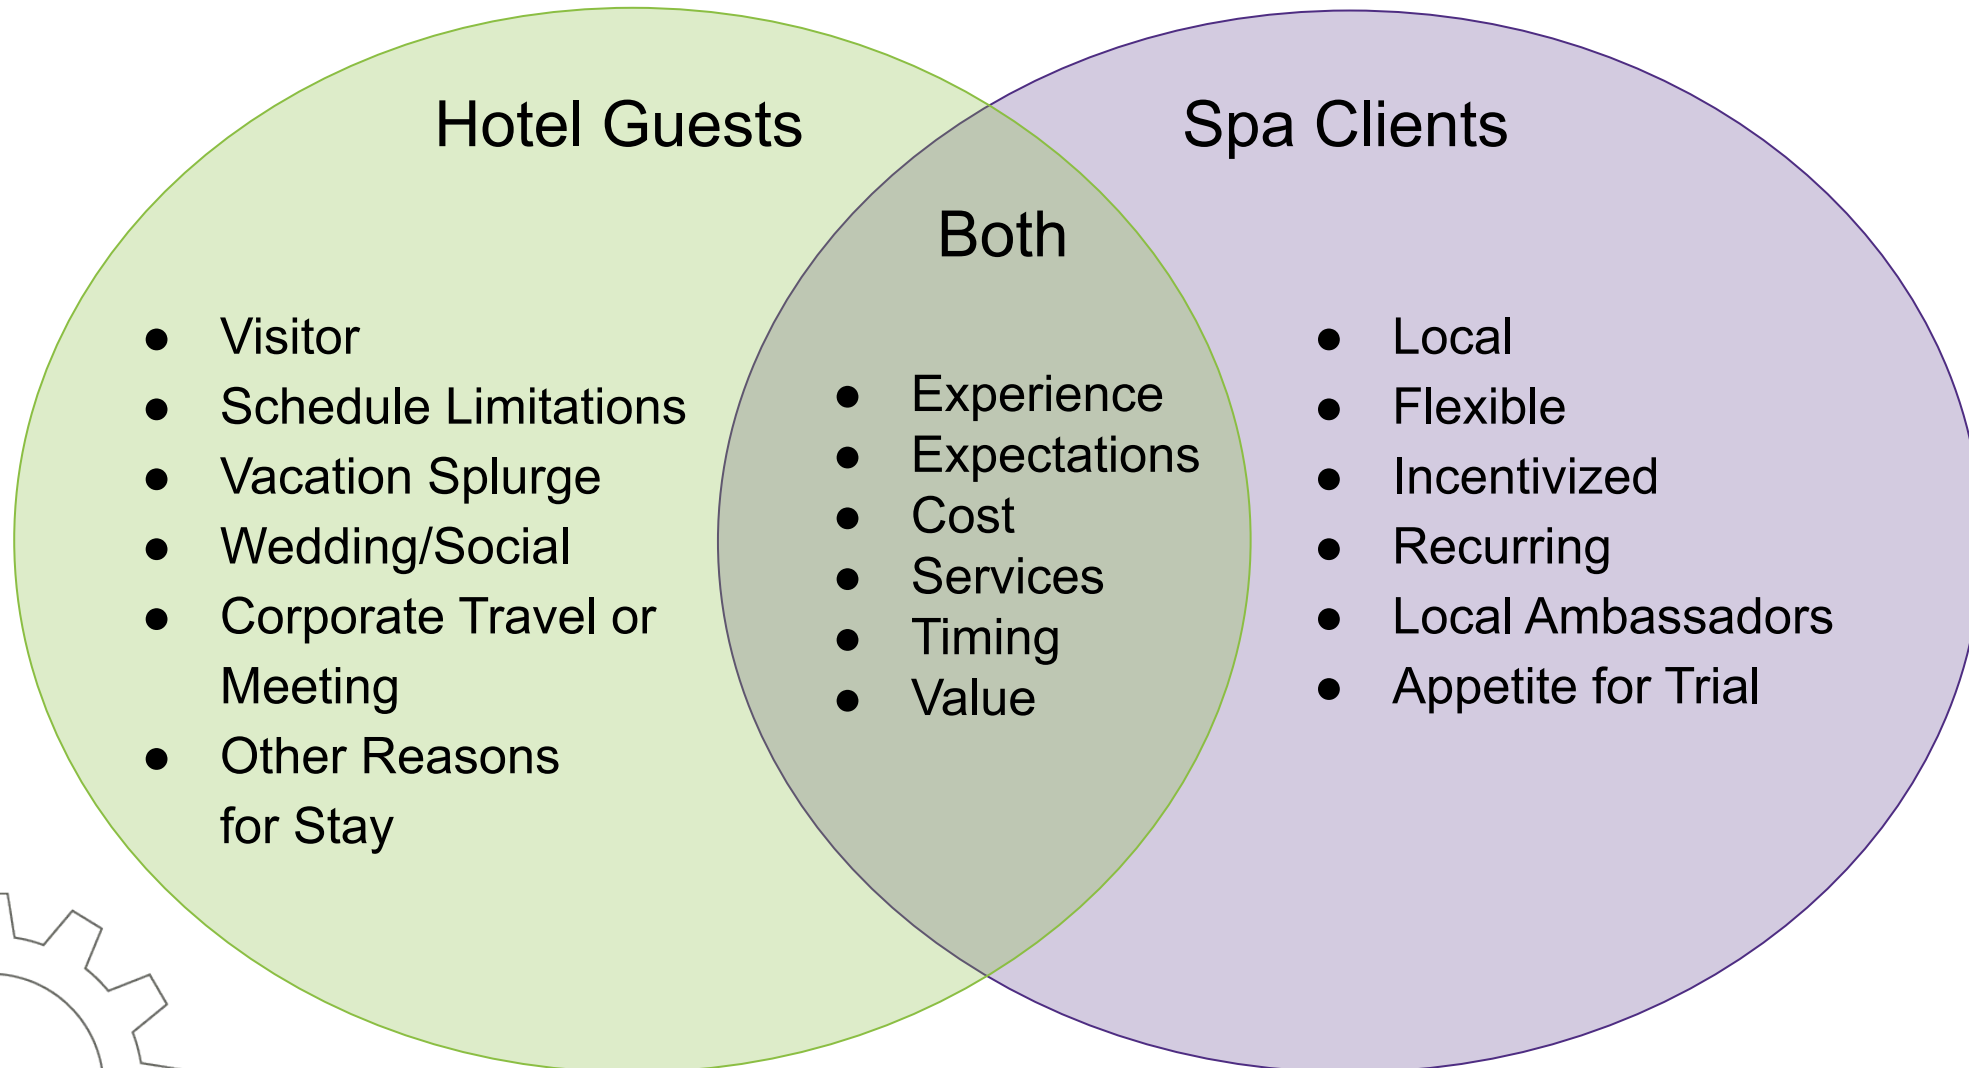 Hotel Guests
● Visitor
● Schedule Limitations
● Vacation Splurge
● Wedding/Social
● Corporate Travel or
Meeting
● Other Reasons
for Stay
Both
● Experience
● Expectations
● Cost
● Services
● Timing
● Value
Spa Clients
● Local
● Flexible
● Incentivized
● Recurring
● Local Ambassadors
● Appetite for Trial